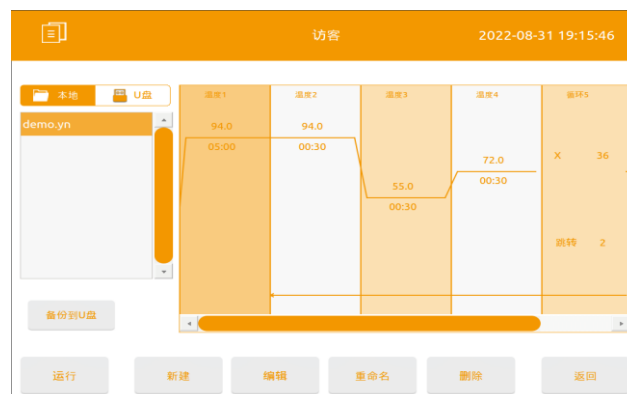 访客
2022-08-31 19:15:46
本地
U盘
demo.yn
备份到U盘
温度1
94.0
05:00
温度2
94.0
00:30
温度3
55.0
00:30
温度4
72.0
00:30
循环5
X 36
跳转 2
运行
新建
编辑
重命名
删除
返回